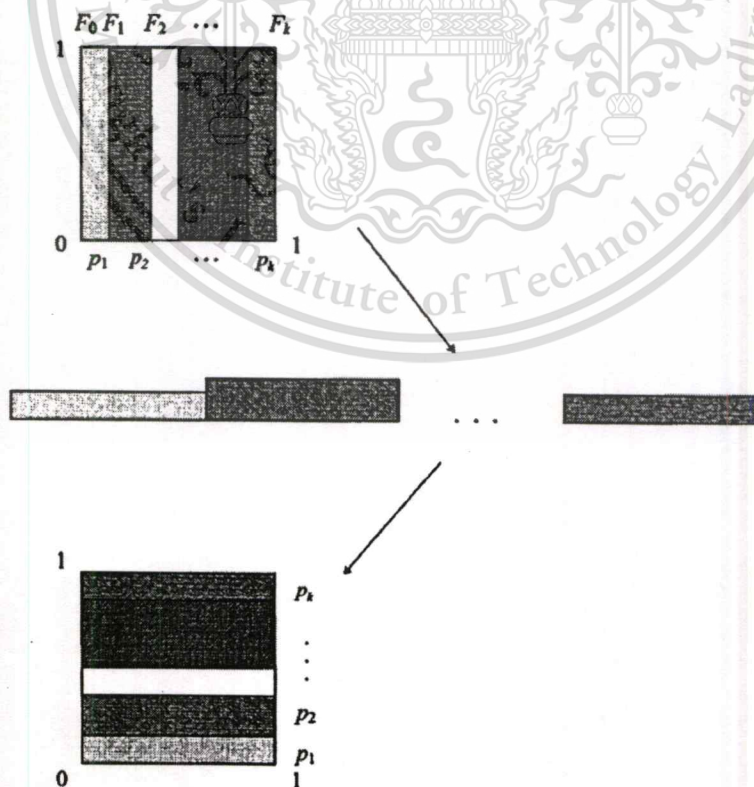 F₀ F₁ F₂ ... Fₖ
1
0 1
p₁ p₂ ... pₖ
Institute of Technology Ladk
...
1
pₖ
⋮
p₂
p₁
0 1